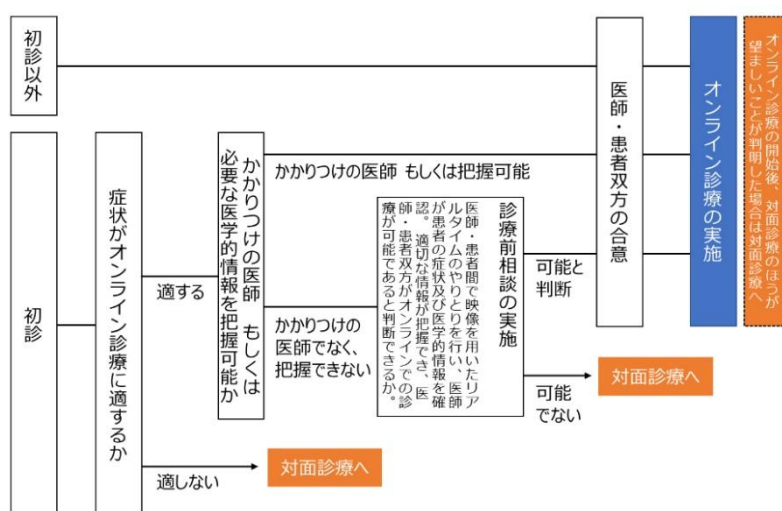 初診以外
初診
症状がオンライン診療に適するか
適する
適しない
対面診療へ
かかりつけの医師　もしくは
必要な医学的情報を把握可能か
かかりつけの医師 もしくは把握可能
かかりつけの
医師でなく、
把握できない
診療前相談の実施
医師・患者間で映像を用いたリア
ルタイムのやりとりを行い、医師
が患者の症状及び医学的情報を確
認。 適切な情報が把握でき、医
師・患者双方がオンラインでの診
療が可能であると判断できるか。
可能と
判断
可能
でない
対面診療へ
医師・患者双方の合意
オンライン診療の実施
オンライン診療の開始後、対面診療のほうが
望ましいことが判明した場合は対面診療へ